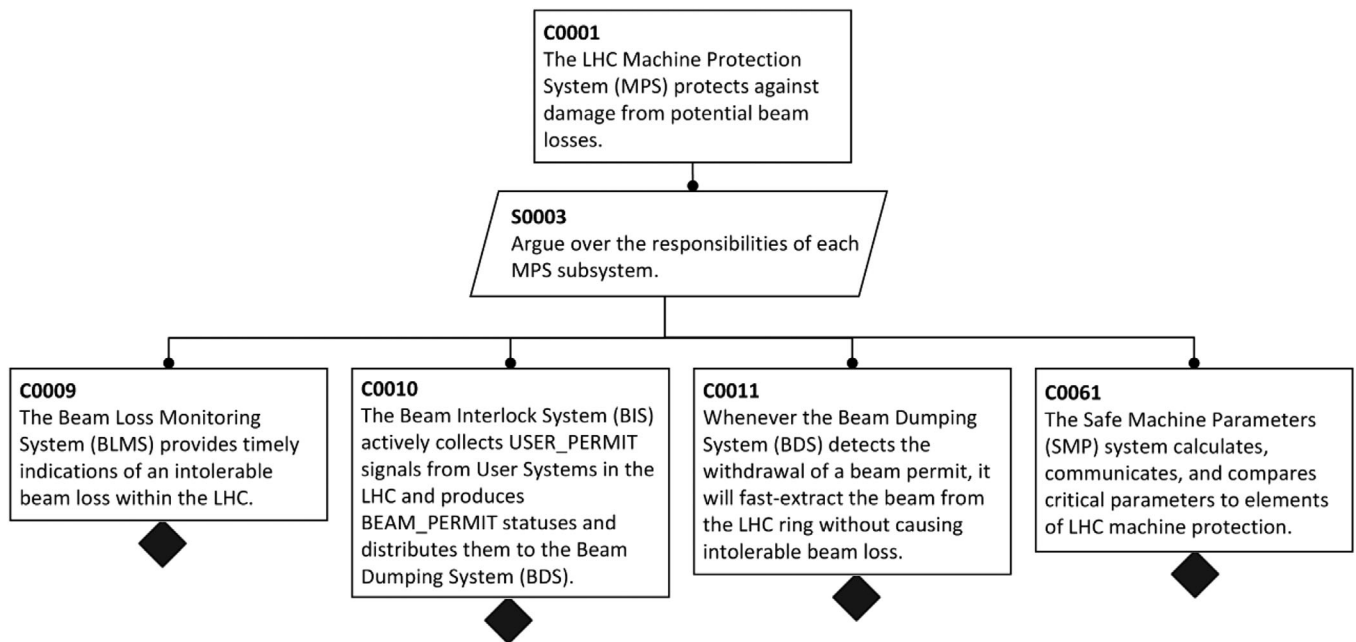 C0001
The LHC Machine Protection
System (MPS) protects against
damage from potential beam
losses.
S0003
Argue over the responsibilities of each
MPS subsystem.
C0009
The Beam Loss Monitoring
System (BLMS) provides timely
indications of an intolerable
beam loss within the LHC.
C0010
The Beam Interlock System (BIS)
actively collects USER_PERMIT
signals from User Systems in the
LHC and produces
BEAM_PERMIT statuses and
distributes them to the Beam
Dumping System (BDS).
C0011
Whenever the Beam Dumping
System (BDS) detects the
withdrawal of a beam permit, it
will fast-extract the beam from
the LHC ring without causing
intolerable beam loss.
C0061
The Safe Machine Parameters
(SMP) system calculates,
communicates, and compares
critical parameters to elements
of LHC machine protection.